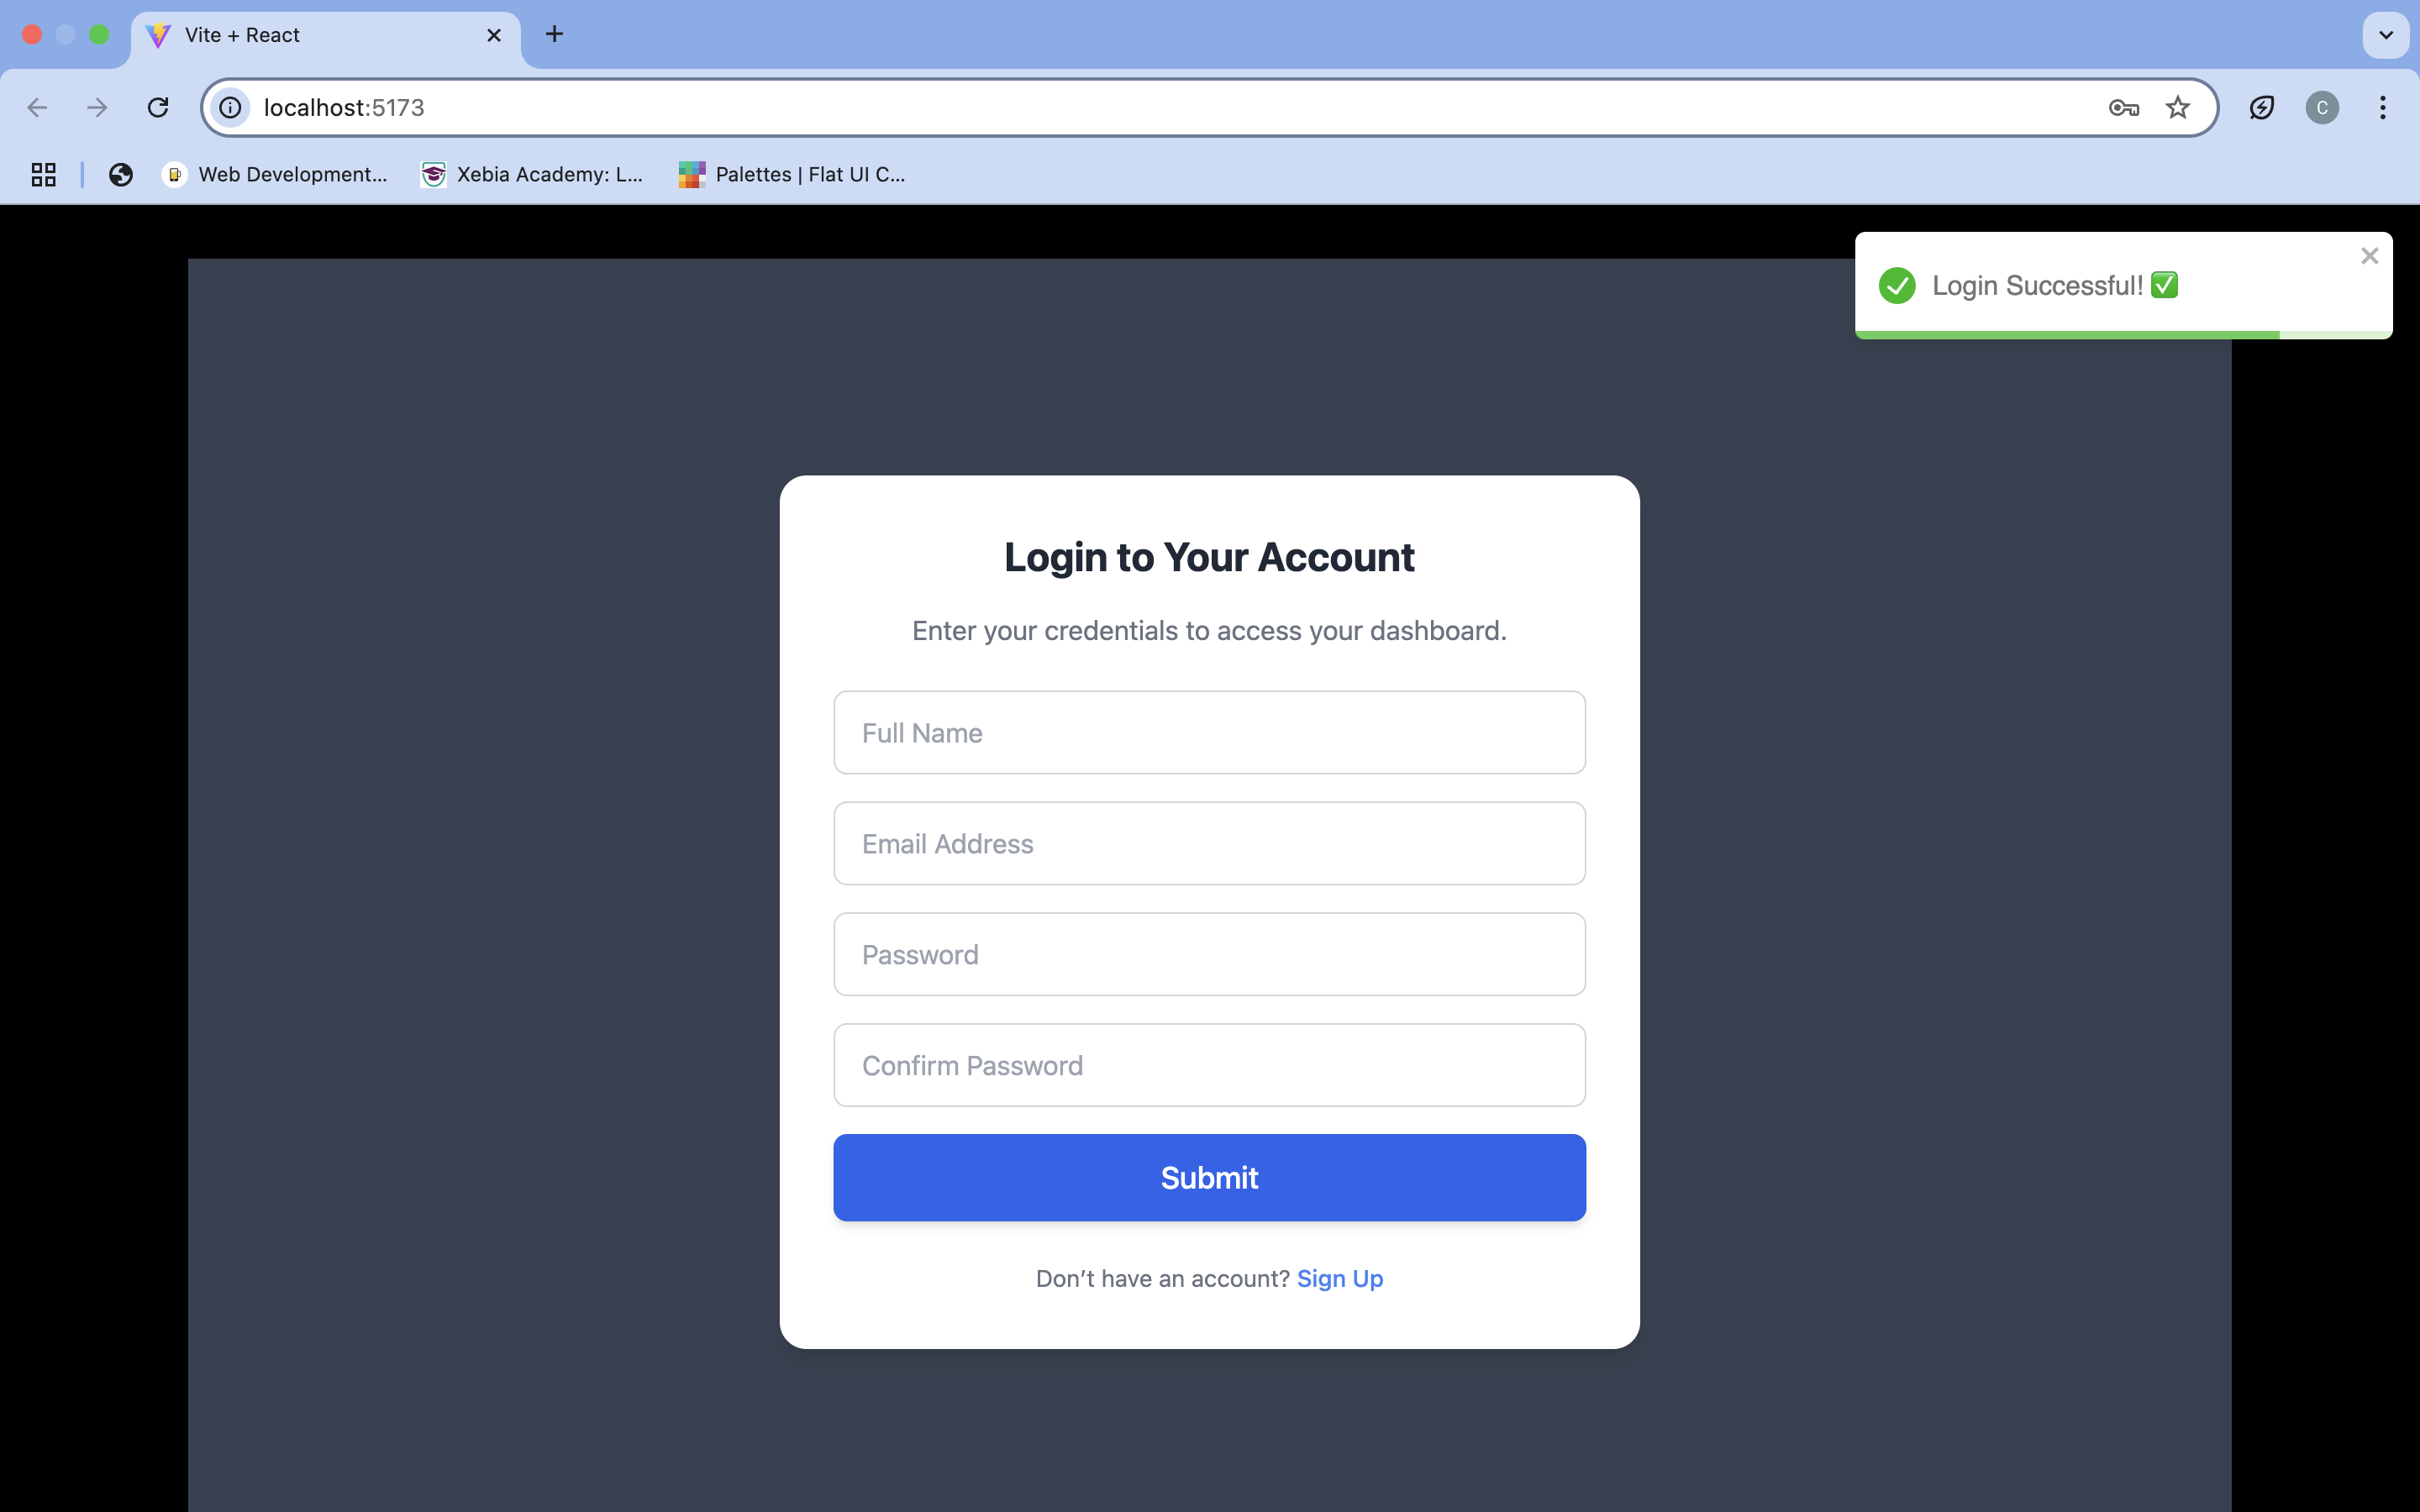 Vite + React
localhost:5173
C
Web Development...
Xebia Academy: L...
Palettes | Flat UI C...
Login Successful! ✅
Login to Your Account
Enter your credentials to access your dashboard.
Full Name
Email Address
Password
Confirm Password
Submit
Don’t have an account? Sign Up